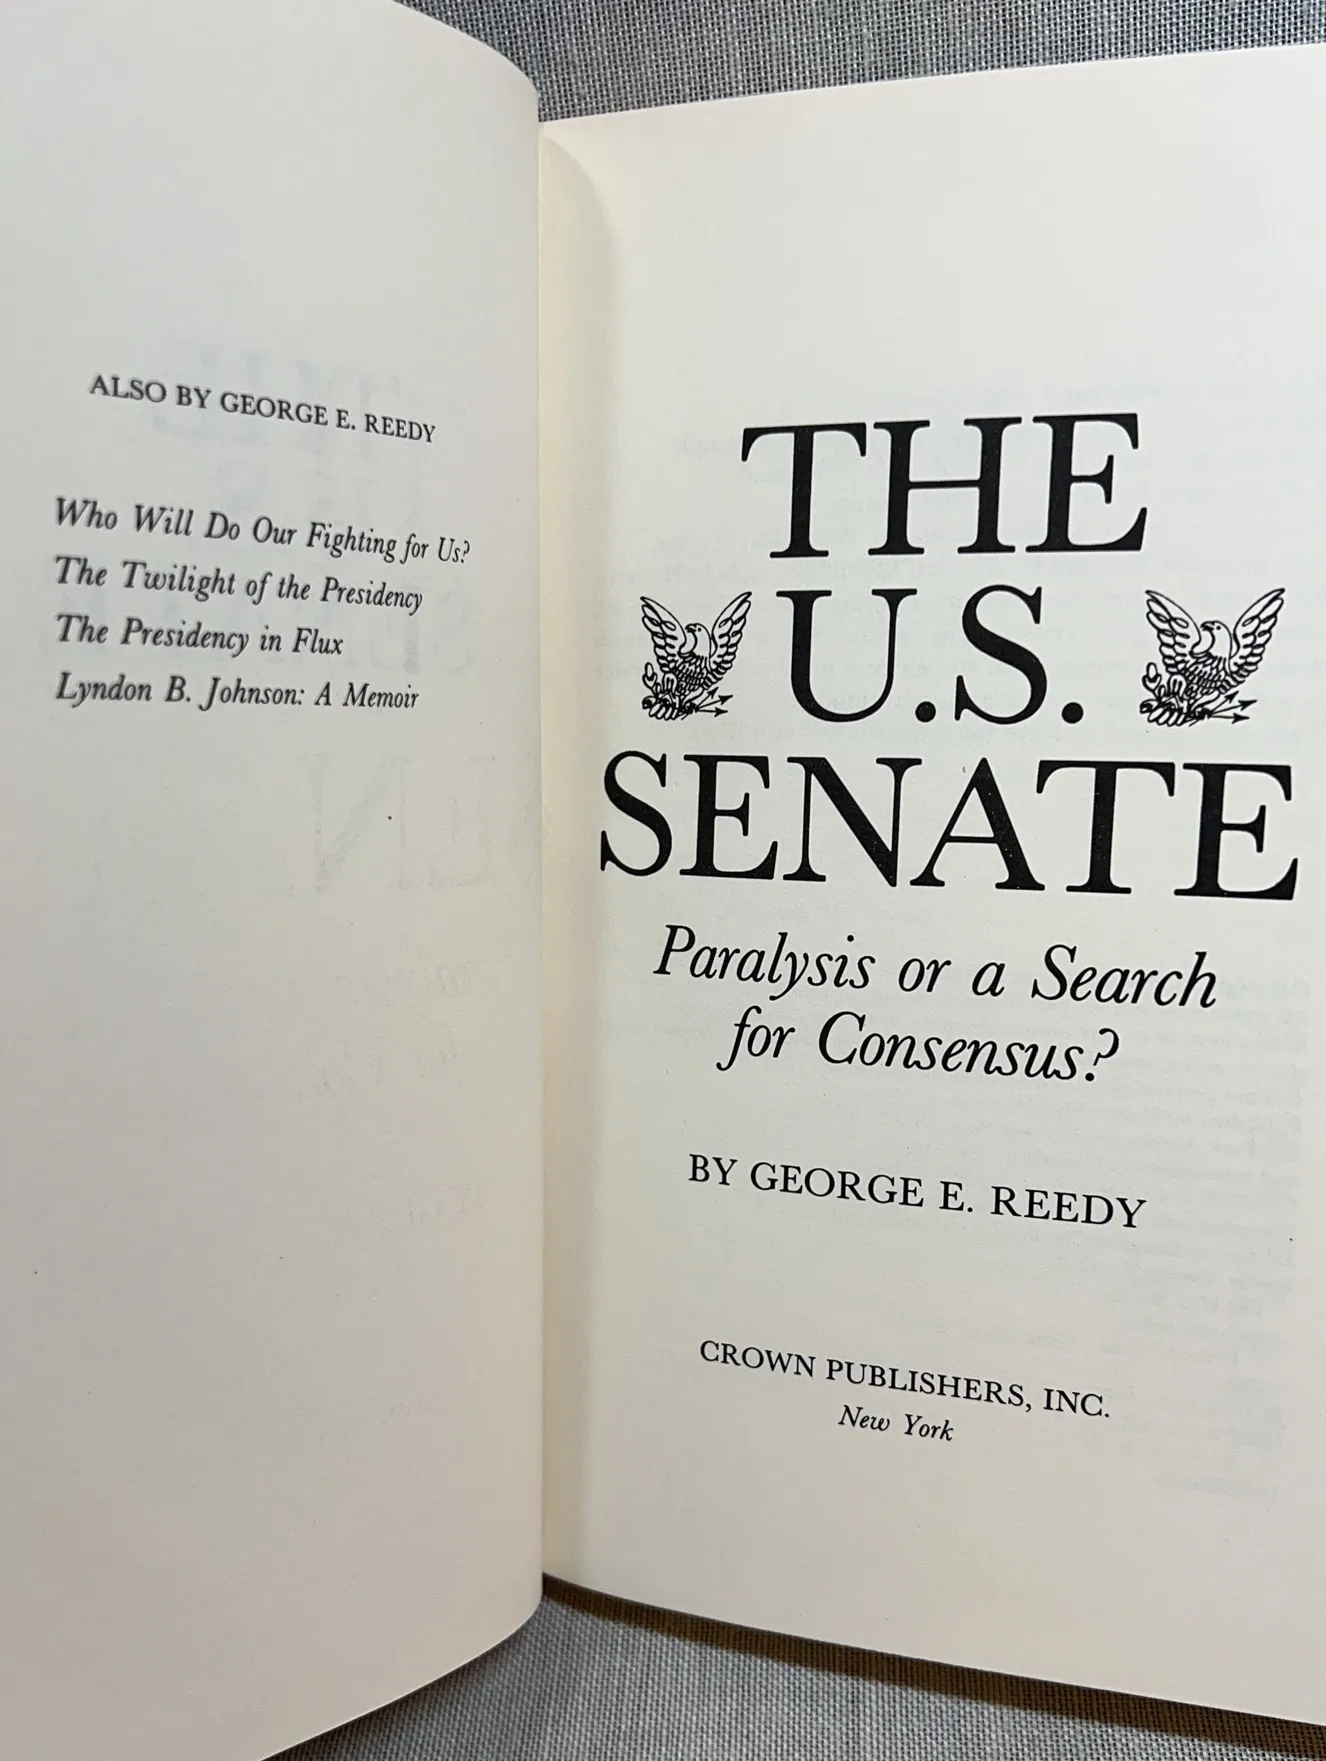 ALSO BY GEORGE E. REEDY
Who Will Do Our Fighting for Us?
The Twilight of the Presidency
The Presidency in Flux
Lyndon B. Johnson: A Memoir
THE
U.S.
SENATE
Paralysis or a Search
for Consensus?
BY GEORGE E. REEDY
CROWN PUBLISHERS, INC.
New York